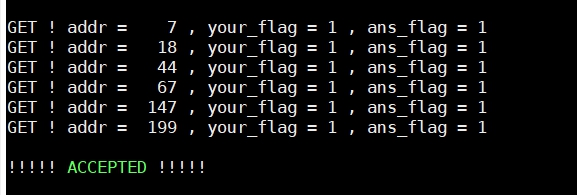 GET ! addr =    7 , your_flag = 1 , ans_flag = 1
GET ! addr =   18 , your_flag = 1 , ans_flag = 1
GET ! addr =   44 , your_flag = 1 , ans_flag = 1
GET ! addr =   67 , your_flag = 1 , ans_flag = 1
GET ! addr =  147 , your_flag = 1 , ans_flag = 1
GET ! addr =  199 , your_flag = 1 , ans_flag = 1
!!!!! ACCEPTED !!!!!